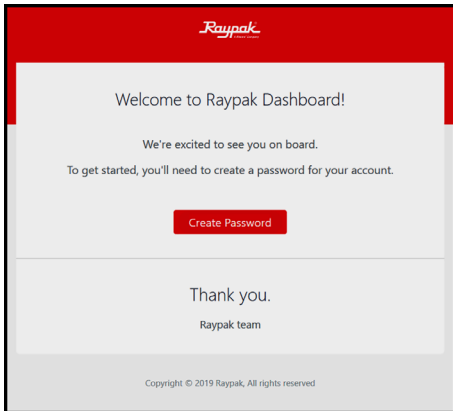 Raypak
Welcome to Raypak Dashboard!
We're excited to see you on board.
To get started, you'll need to create a password for your account.
Create Password
Thank you.
Raypak team
Copyright © 2019 Raypak, All rights reserved